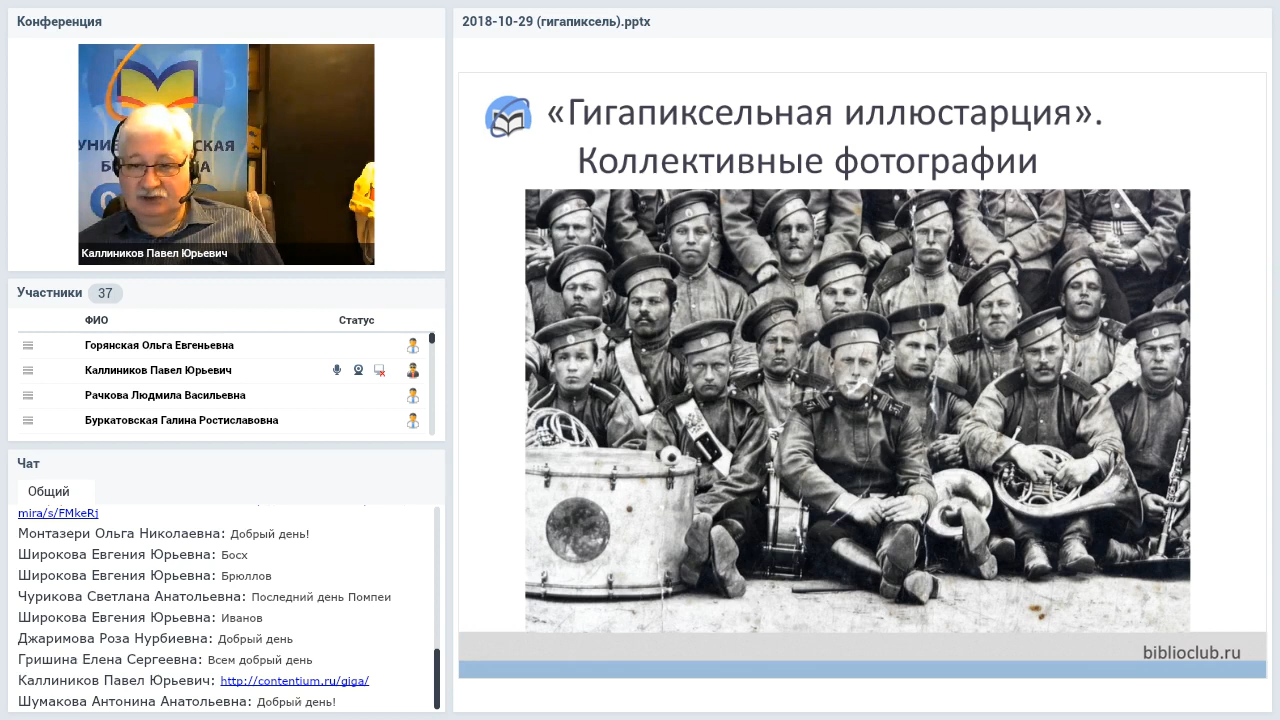 Конференция
УНИ СКАЯ
Каллиников Павел Юрьевич
Участники 37
ФИО Статус
Горянская Ольга Евгеньевна
Каллиников Павел Юрьевич
Рачкова Людмила Васильевна
Буркатовская Галина Ростиславовна
Чат
Общий
mira/s/FMkeRj
Монтазери Ольга Николаевна: Добрый день!
Широкова Евгения Юрьевна: Босх
Широкова Евгения Юрьевна: Брюллов
Чурикова Светлана Анатольевна: Последний день Помпеи
Широкова Евгения Юрьевна: Иванов
Джаримова Роза Нурбиевна: Добрый день
Гришина Елена Сергеевна: Всем добрый день
Каллиников Павел Юрьевич: http://contentium.ru/giga/
Шумакова Антонина Анатольевна: Добрый день!
2018-10-29 (гигапиксель).pptx
«Гигапиксельная иллюстарция».
Коллективные фотографии
biblioclub.ru